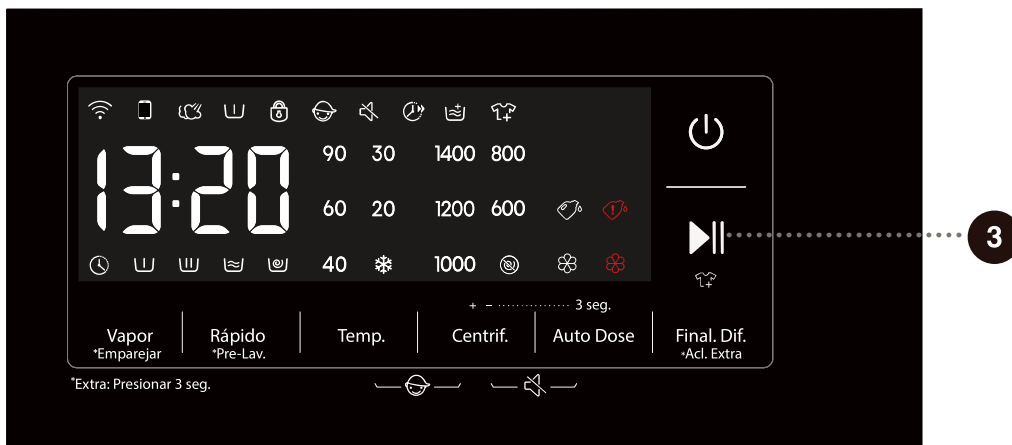 13:20
90 30 1400 800
60 20 1200 600
40 1000
+ - 3 seg.
Vapor Rápido Temp. Centrif. Auto Dose Final. Dif.
*Emparejar *Pre-Lav. *Acl. Extra
*Extra: Presionar 3 seg.
3